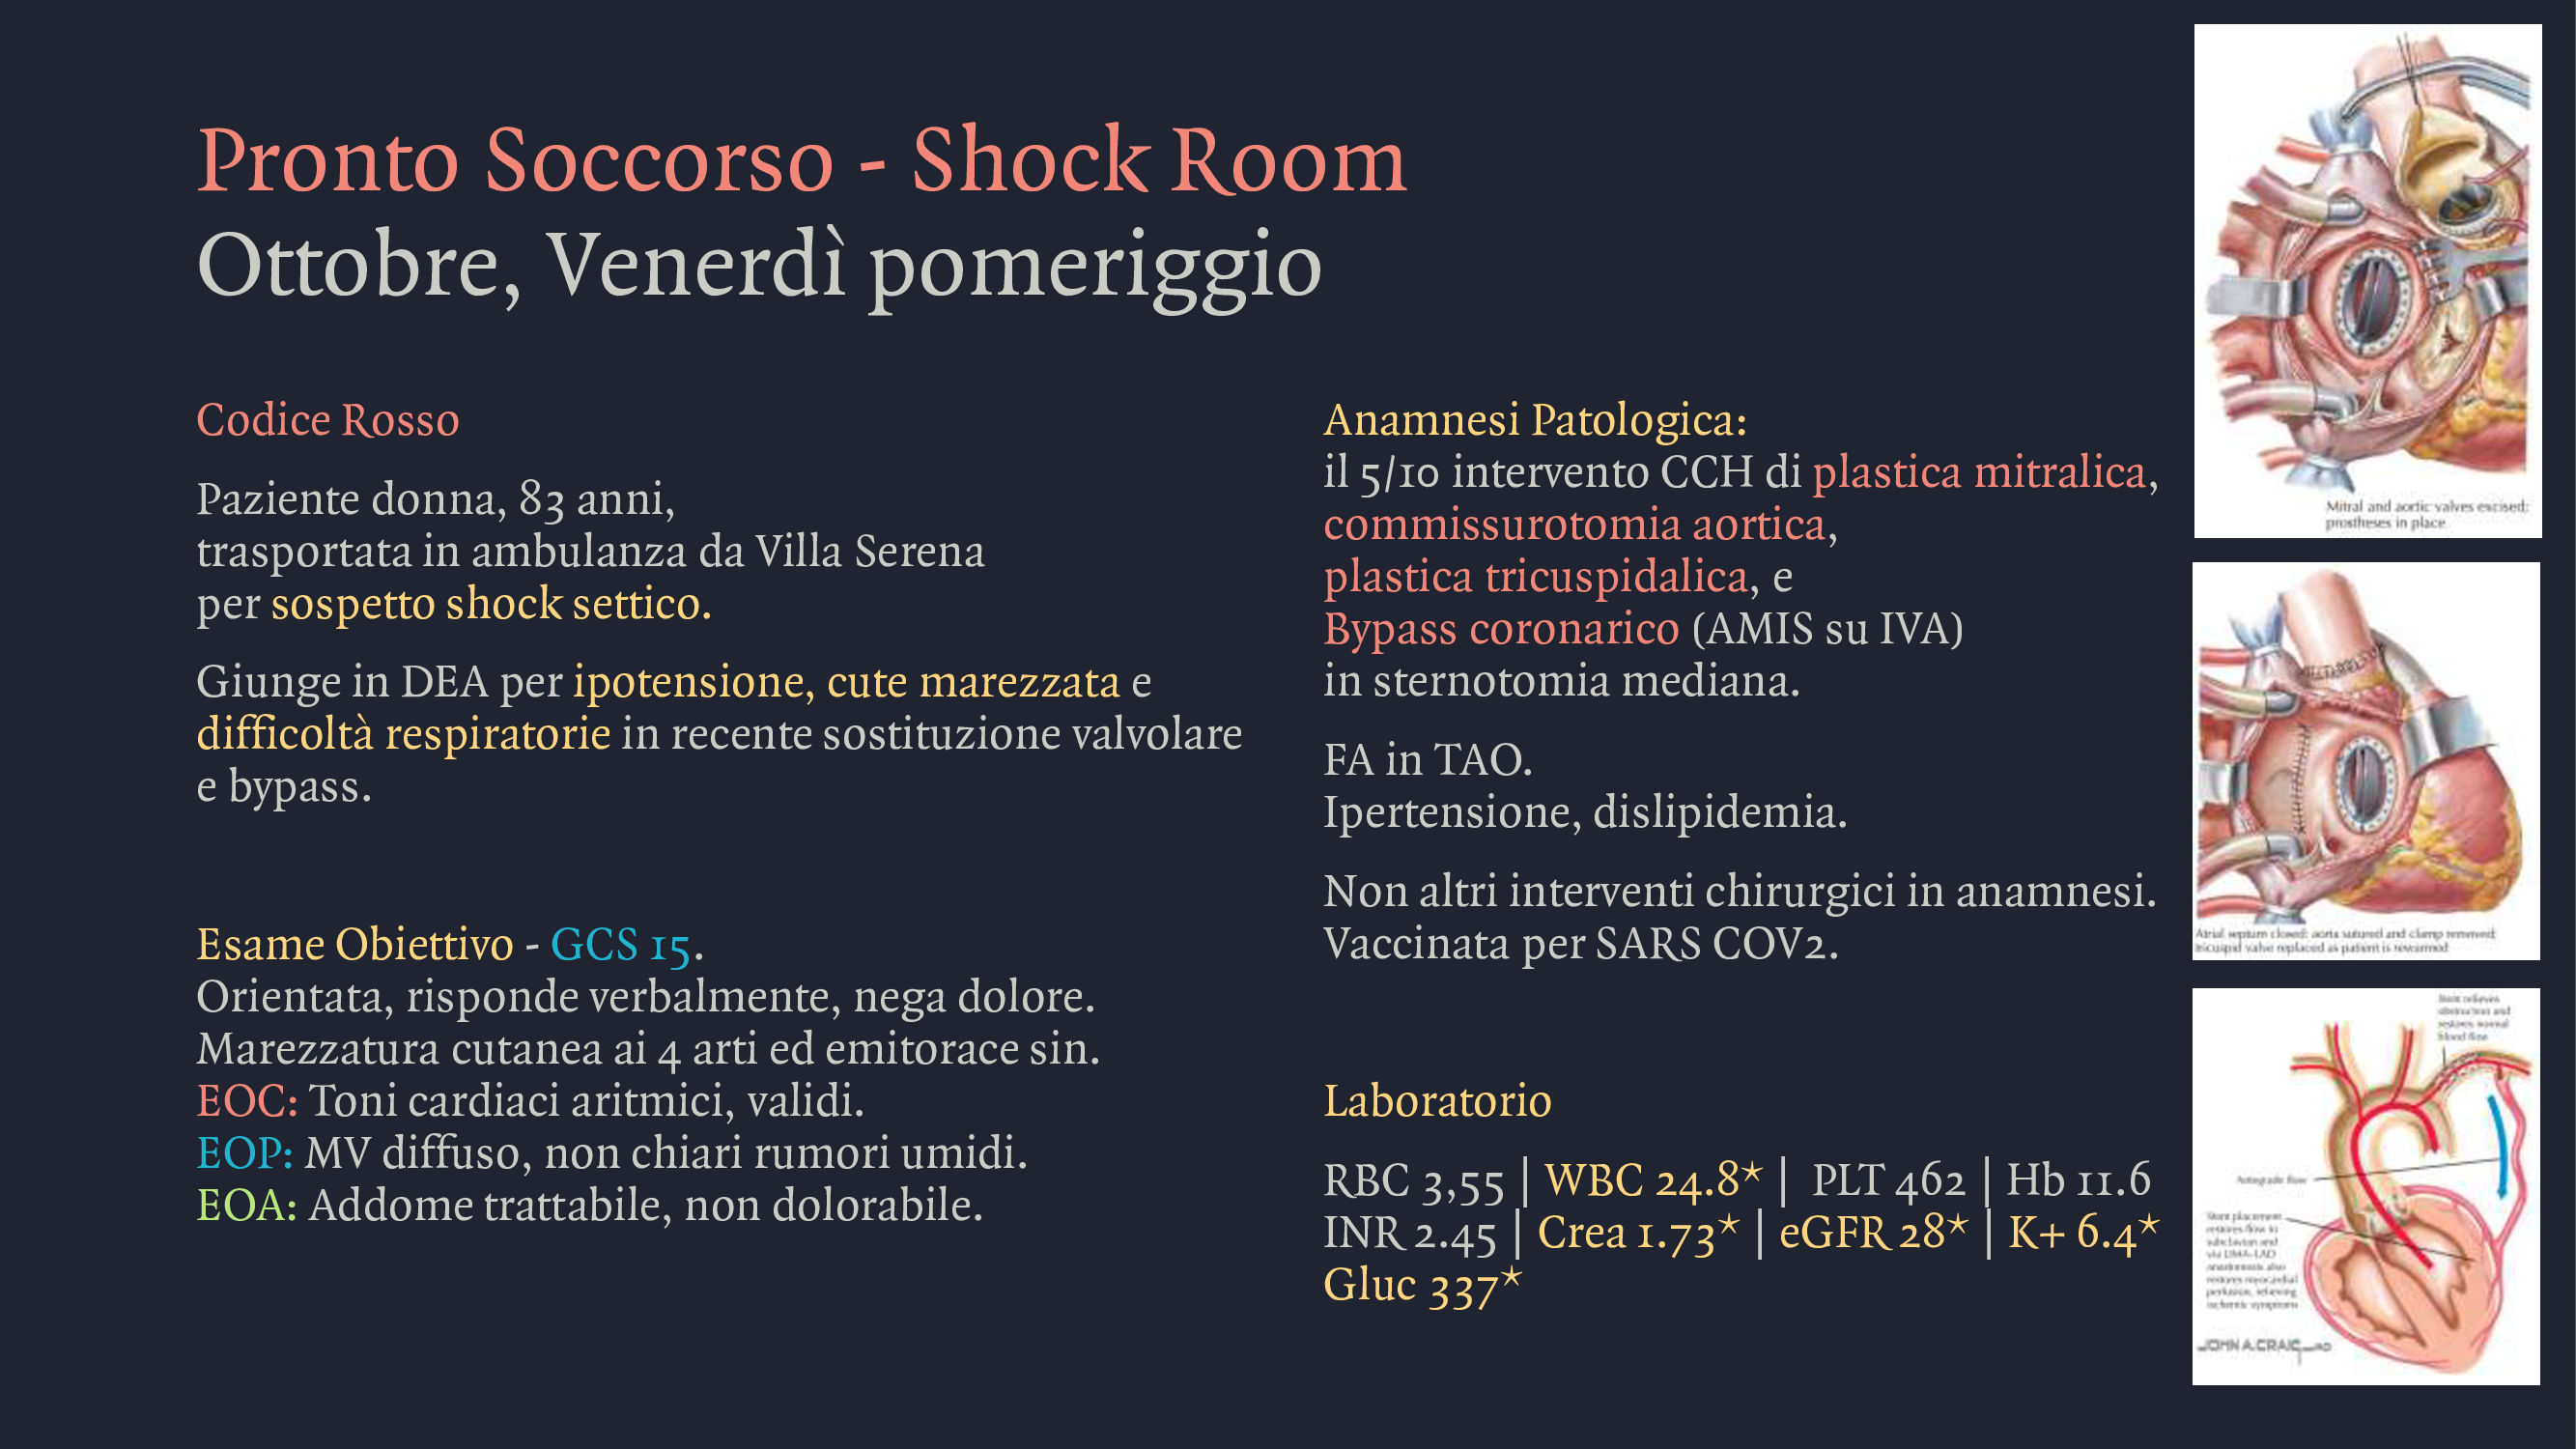 Pronto Soccorso - Shock Room
Ottobre, Venerdì pomeriggio
Codice Rosso
Paziente donna, 83 anni,
trasportata in ambulanza da Villa Serena
per sospetto shock settico.
Giunge in DEA per ipotensione, cute marezzata e
difficoltà respiratorie in recente sostituzione valvolare
e bypass.
Esame Obiettivo - GCS 15.
Orientata, risponde verbalmente, nega dolore.
Marezzatura cutanea ai 4 arti ed emitorace sin.
EOC: Toni cardiaci aritmici, validi.
EOP: MV diffuso, non chiari rumori umidi.
EOA: Addome trattabile, non dolorabile.
Anamnesi Patologica:
il 5/10 intervento CCH di plastica mitralica,
commissurotomia aortica,
plastica tricuspidalica, e
Bypass coronarico (AMIS su IVA)
in sternotomia mediana.
FA in TAO.
Ipertensione, dislipidemia.
Non altri interventi chirurgici in anamnesi.
Vaccinata per SARS COV2.
Laboratorio
RBC 3,55 | WBC 24.8* | PLT 462 | Hb 11.6
INR 2.45 | Crea 1.73* | eGFR 28* | K+ 6.4*
Gluc 337*
Mitral and aortic valves excised;
prostheses in place
Atrial septum closed; aorta sutured and clamp removed;
tricuspid valve replaced as patient is rewarmed
Stent relieves
obstruction and
restores normal
blood flow
Antegrade flow
Stent placement
restores flow in
subclavian and
via LIMA-LAD
anastomosis also
restores myocardial
perfusion, relieving
ischemic symptoms
JOHN A. CRAIG MD